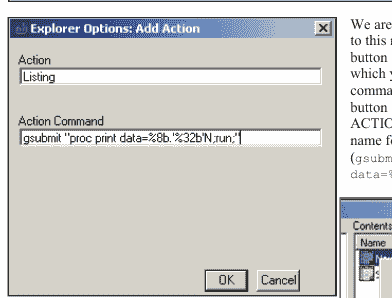 Explorer Options: Add Action
Action
Listing
Action Command
gsubmit "proc print data=%8b.'%32b'N;run;"
OK
Cancel
We are
to this
button
which
comma
button
ACTIO
name fo
(gsubm
data=
Contents
Name